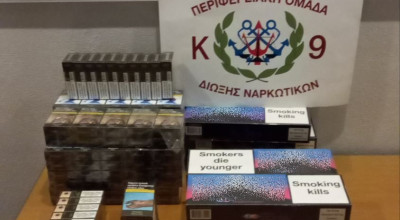 ΠΕΡΙΦΕΡΕΙΑΚΗ ΟΜΑΔΑ
K 9
ΔΙΩΞΗΣ ΝΑΡΚΩΤΙΚΩΝ
Smoking
kills
Smokers
die
younger
Smoking
kills